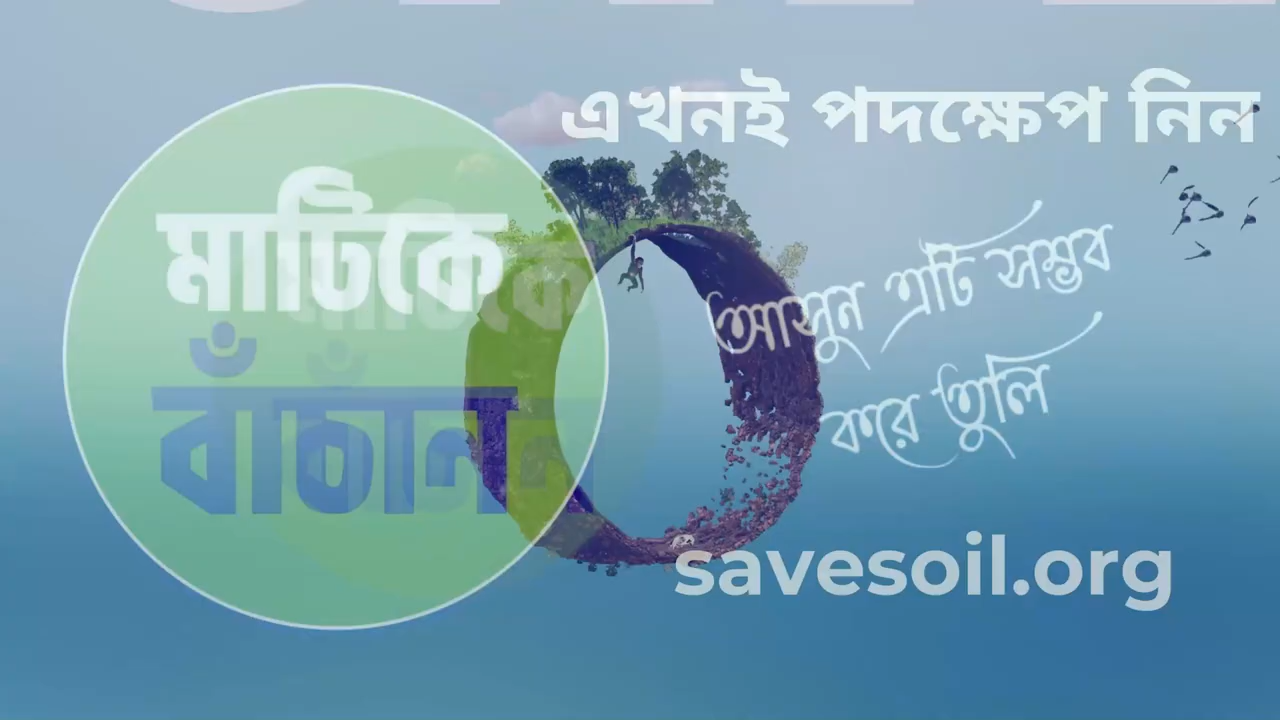 এখনই পদক্ষেপ নিন
মাটিকে
বাঁচান
আসুন এটি সম্ভব
করে তুলি
savesoil.org